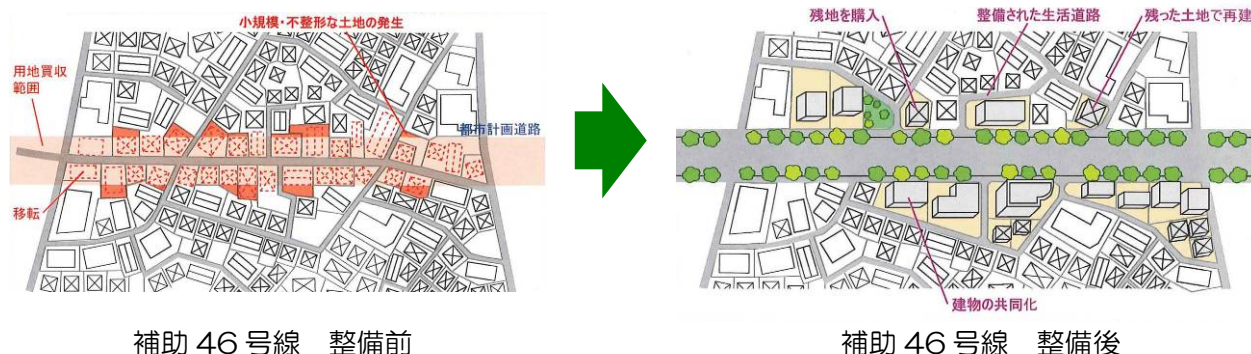 小規模・不整形な土地の発生
用地買収
範囲
都市計画道路
移転
補助 46 号線　整備前
残地を購入
整備された生活道路
残った土地で再建
建物の共同化
補助 46 号線　整備後